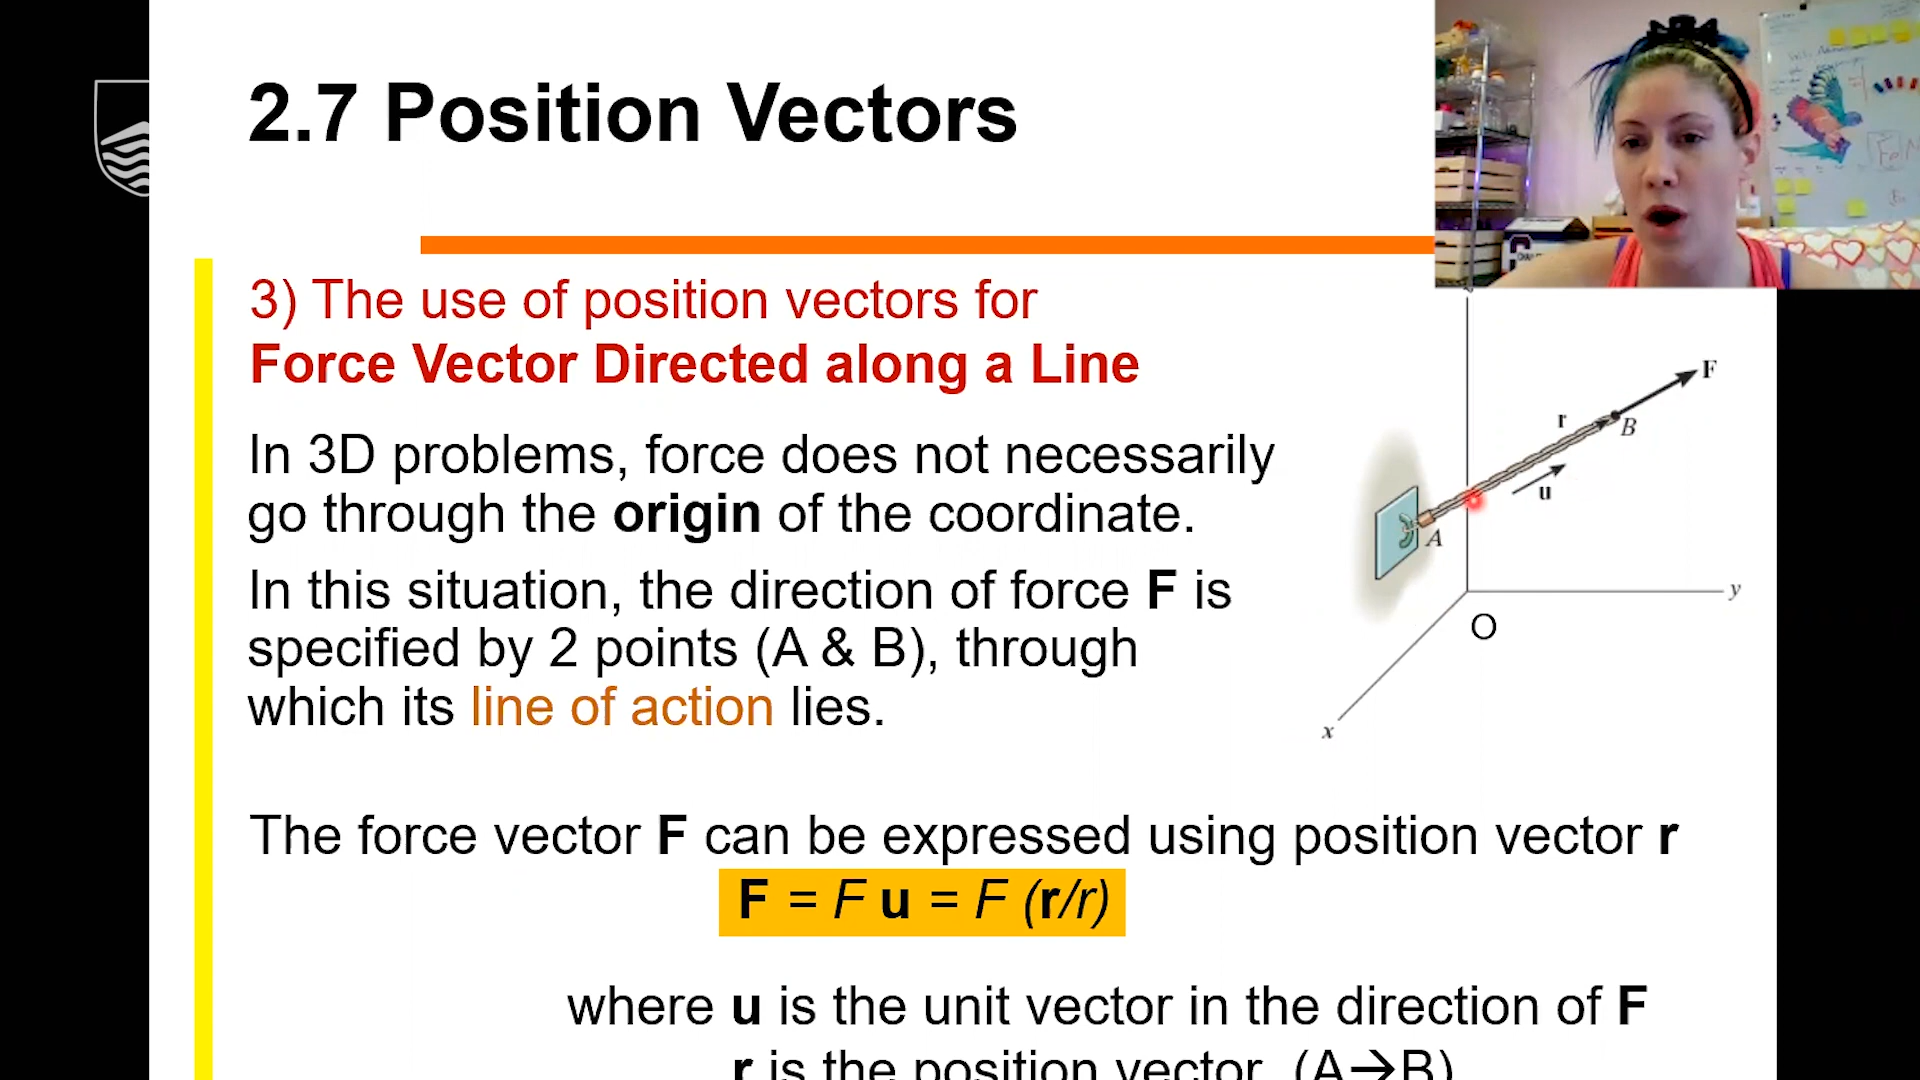 2.7 Position Vectors
3) The use of position vectors for
Force Vector Directed along a Line
In 3D problems, force does not necessarily
go through the origin of the coordinate.
In this situation, the direction of force F is
specified by 2 points (A & B), through
which its line of action lies.
F
r
B
u
A
y
O
x
The force vector F can be expressed using position vector r
F = F u = F (r/r)
where u is the unit vector in the direction of F
r is the position vector (A→B)